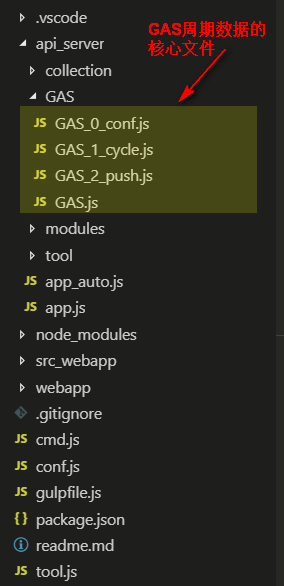 .vscode
api_server
GAS周期数据的
核心文件
collection
GAS
JS GAS_0_conf.js
JS GAS_1_cycle.js
JS GAS_2_push.js
JS GAS.js
modules
tool
JS app_auto.js
JS app.js
node_modules
src_webapp
webapp
.gitignore
JS cmd.js
JS conf.js
JS gulpfile.js
{ } package.json
readme.md
JS tool.js